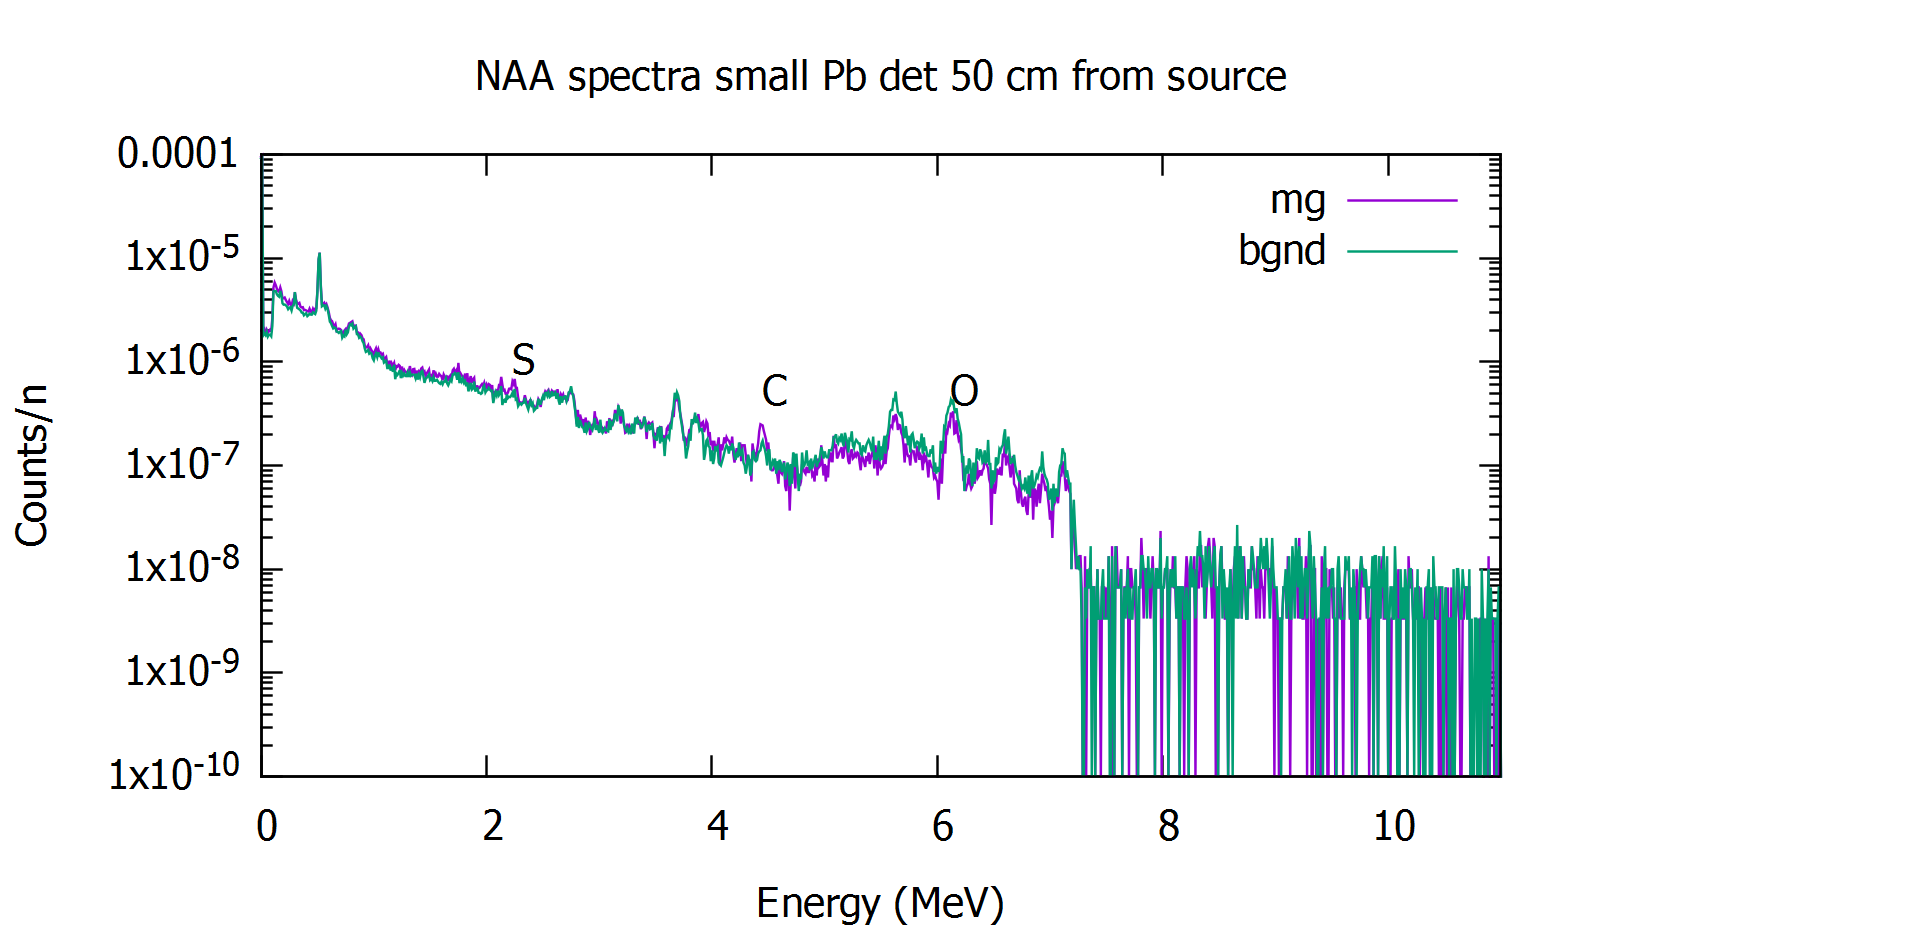 NAA spectra small Pb det 50 cm from source
0.0001
1x10-5
1x10-6
1x10-7
1x10-8
1x10-9
1x10-10
Counts/n
mg
bgnd
S
C
O
0 2 4 6 8 10
Energy (MeV)